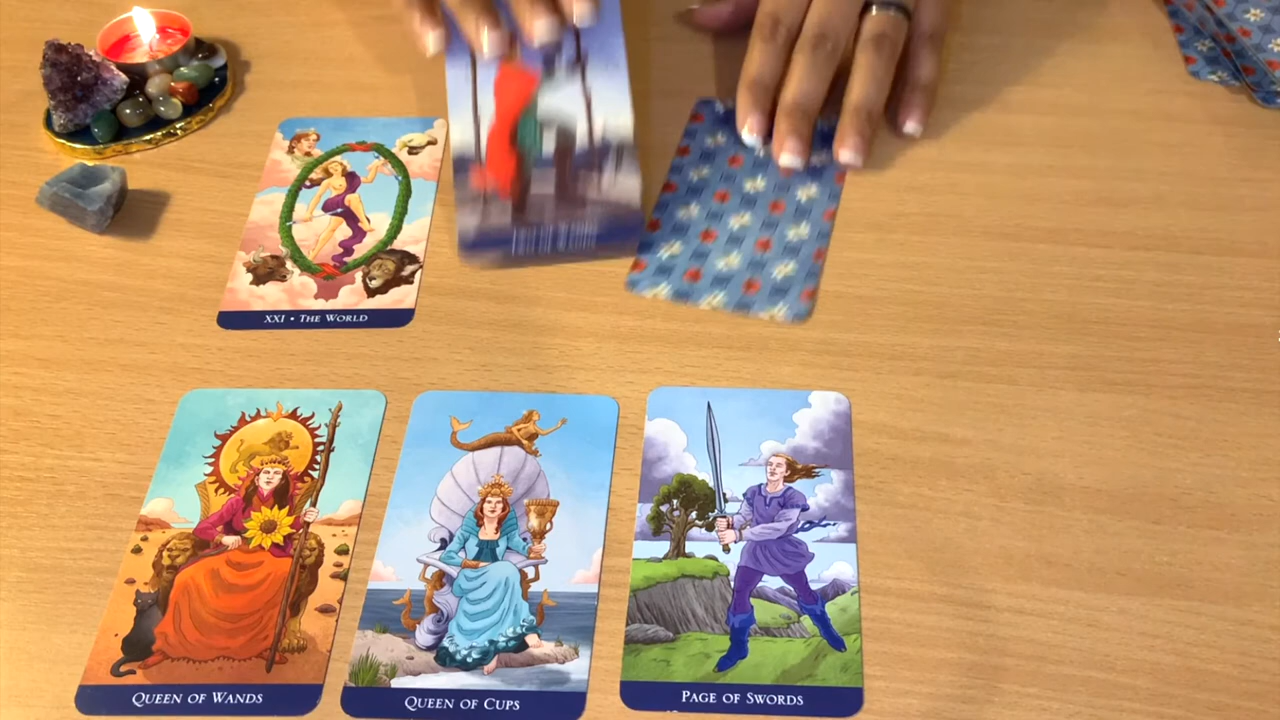 XXI • THE WORLD
QUEEN OF WANDS
QUEEN OF CUPS
PAGE OF SWORDS